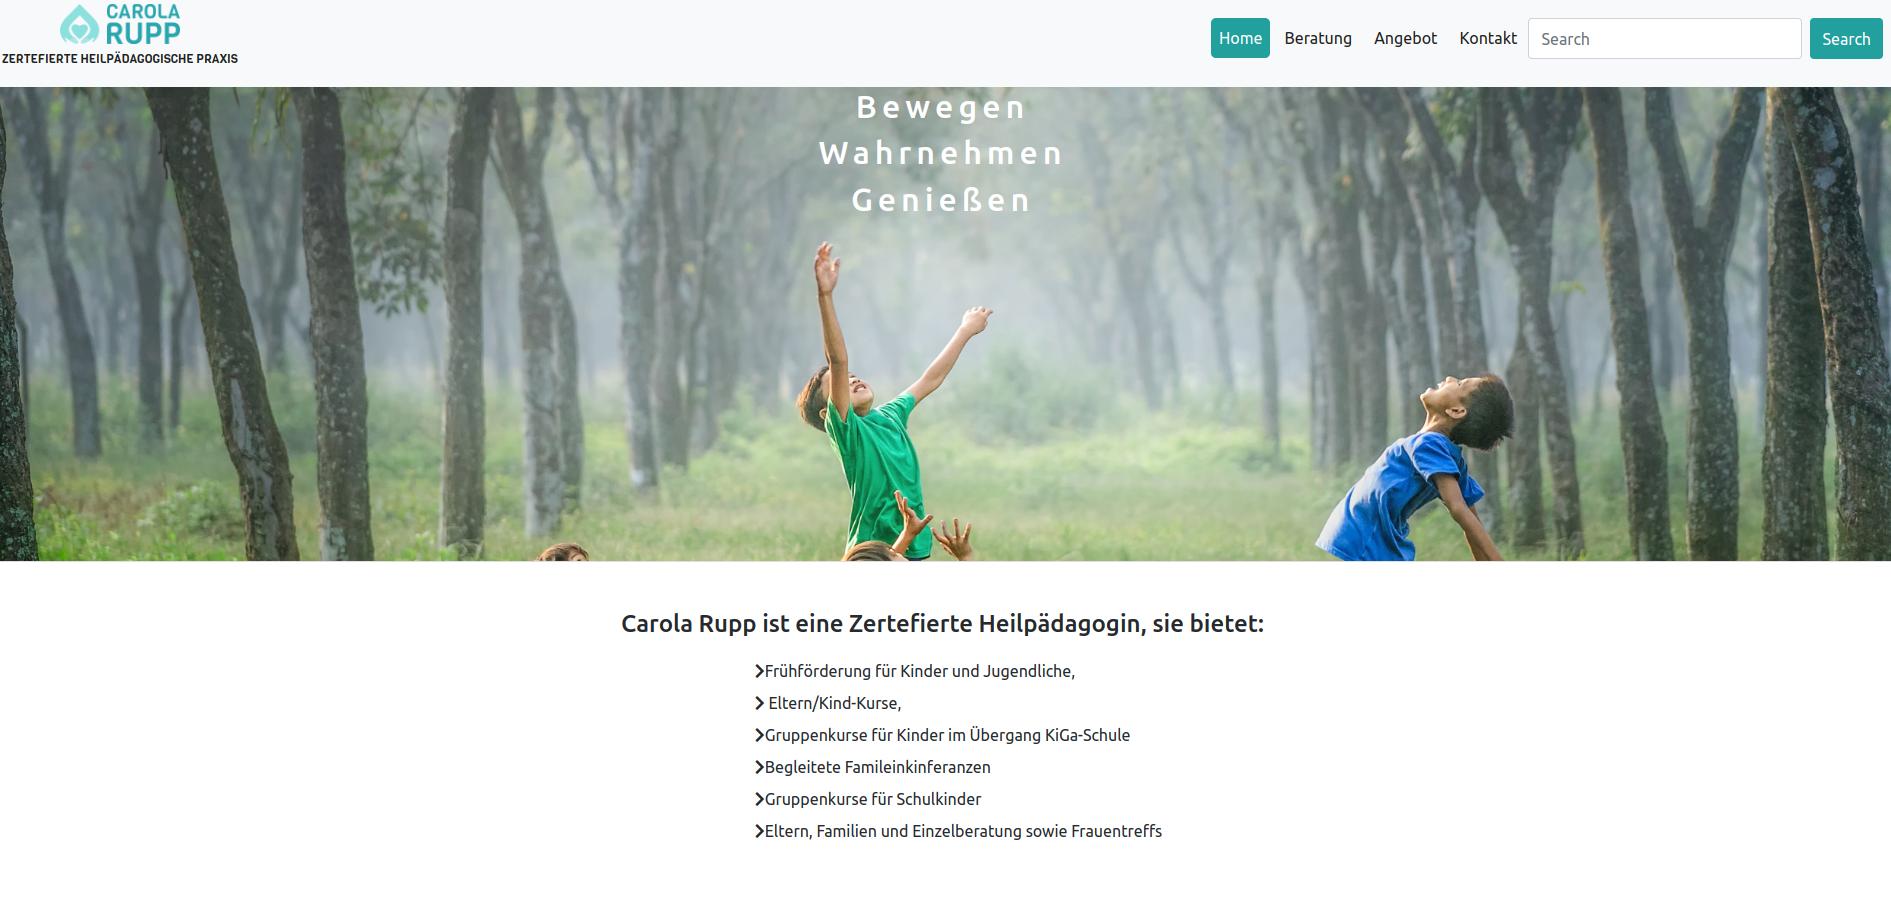 CAROLA
RUPP
ZERTEFIERTE HEILPÄDAGOGISCHE PRAXIS
Home Beratung Angebot Kontakt Search Search
Bewegen
Wahrnehmen
Genießen
Carola Rupp ist eine Zertefierte Heilpädagogin, sie bietet:
Frühförderung für Kinder und Jugendliche,
Eltern/Kind-Kurse,
Gruppenkurse für Kinder im Übergang KiGa-Schule
Begleitete Famileinkinferanzen
Gruppenkurse für Schulkinder
Eltern, Familien und Einzelberatung sowie Frauentreffs